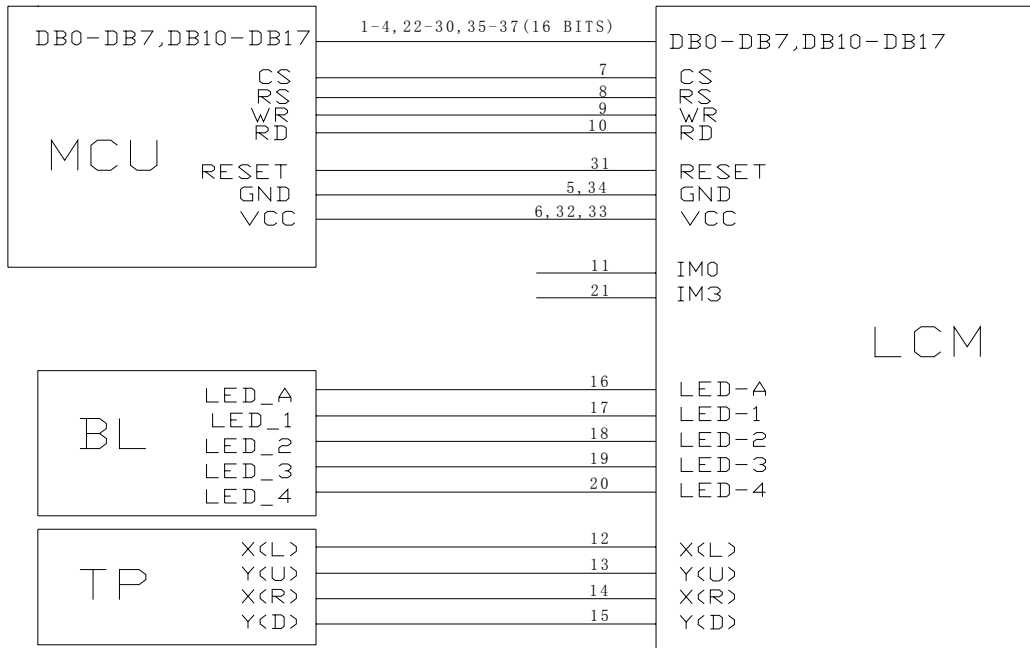 DB0-DB7,DB10-DB17 1-4,22-30,35-37(16 BITS) DB0-DB7,DB10-DB17
CS 7 CS
RS 8 RS
WR 9 WR
RD 10 RD
MCU
RESET 31 RESET
GND 5,34 GND
VCC 6,32,33 VCC
11 IM0
21 IM3
LCM
LED_A 16 LED-A
LED_1 17 LED-1
BL
LED_2 18 LED-2
LED_3 19 LED-3
LED_4 20 LED-4
X(L) 12 X(L)
Y(U) 13 Y(U)
TP
X(R) 14 X(R)
Y(D) 15 Y(D)